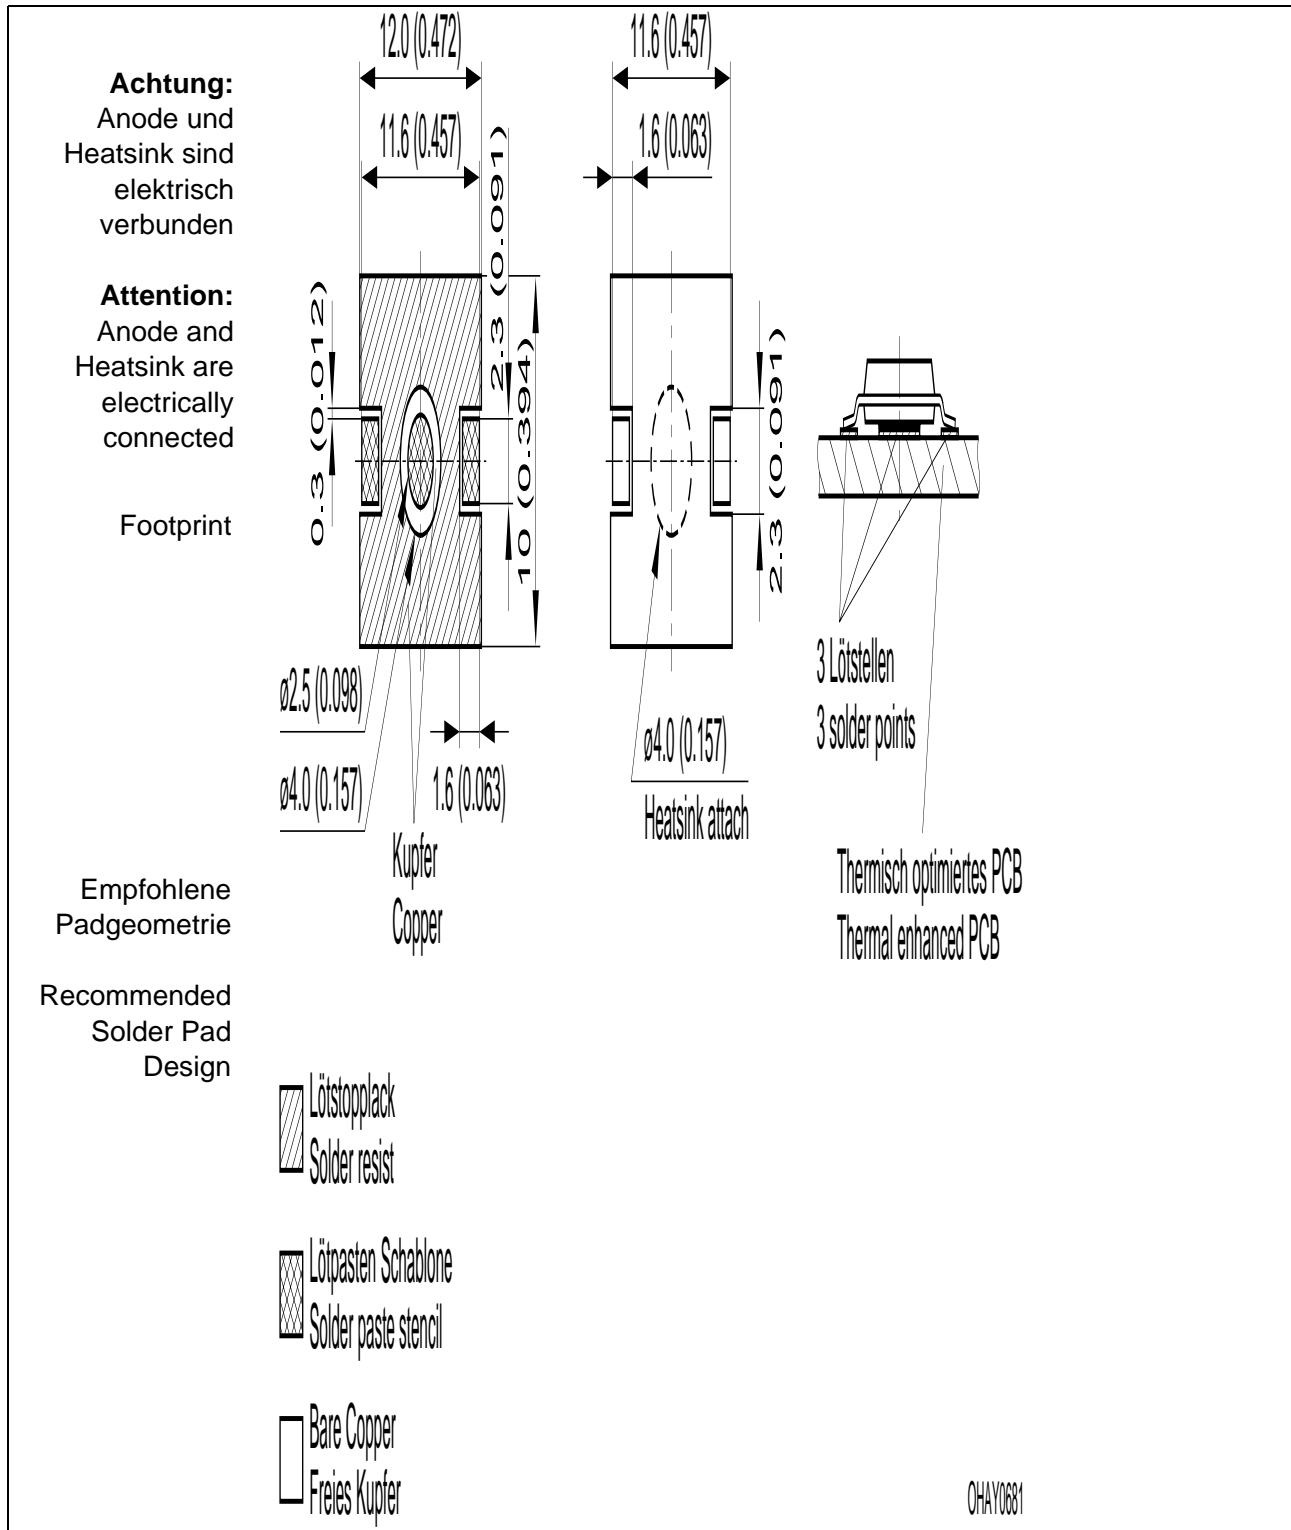 Achtung:
Anode und
Heatsink sind
elektrisch
verbunden
Attention:
Anode and
Heatsink are
electrically
connected
Footprint
Empfohlene
Padgeometrie
Recommended
Solder Pad
Design
12.0 (0.472)
11.6 (0.457)
0.3 (0.012)
2.3 (0.091)
10 (0.394)
ø2.5 (0.098)
ø4.0 (0.157)
1.6 (0.063)
Kupfer
Copper
11.6 (0.457)
1.6 (0.063)
2.3 (0.091)
ø4.0 (0.157)
Heatsink attach
3 Lötstellen
3 solder points
Thermisch optimiertes PCB
Thermal enhanced PCB
Lötstopplack
Solder resist
Lötpasten Schablone
Solder paste stencil
Bare Copper
Freies Kupfer
OHAY0681